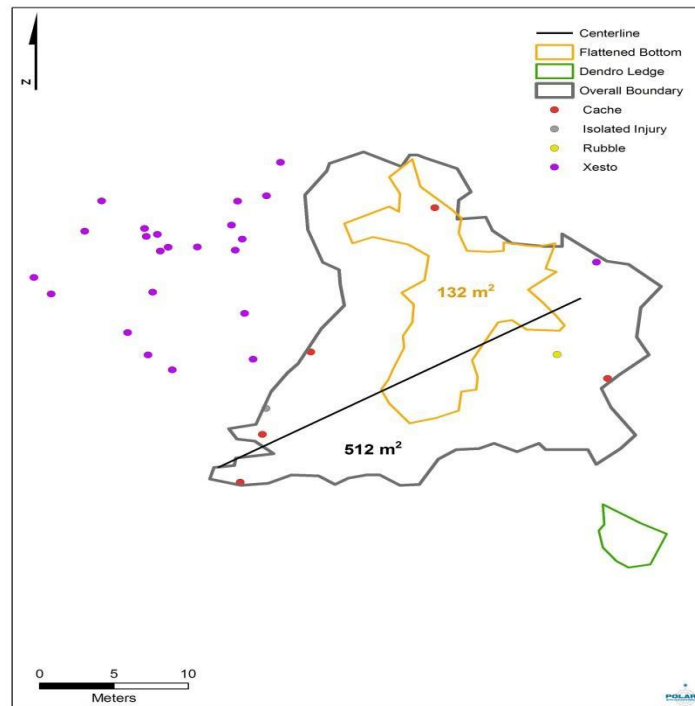 N
Centerline
Flattened Bottom
Dendro Ledge
Overall Boundary
Cache
Isolated Injury
Rubble
Xesto
132 m²
512 m²
0 5 10
Meters
POLAR